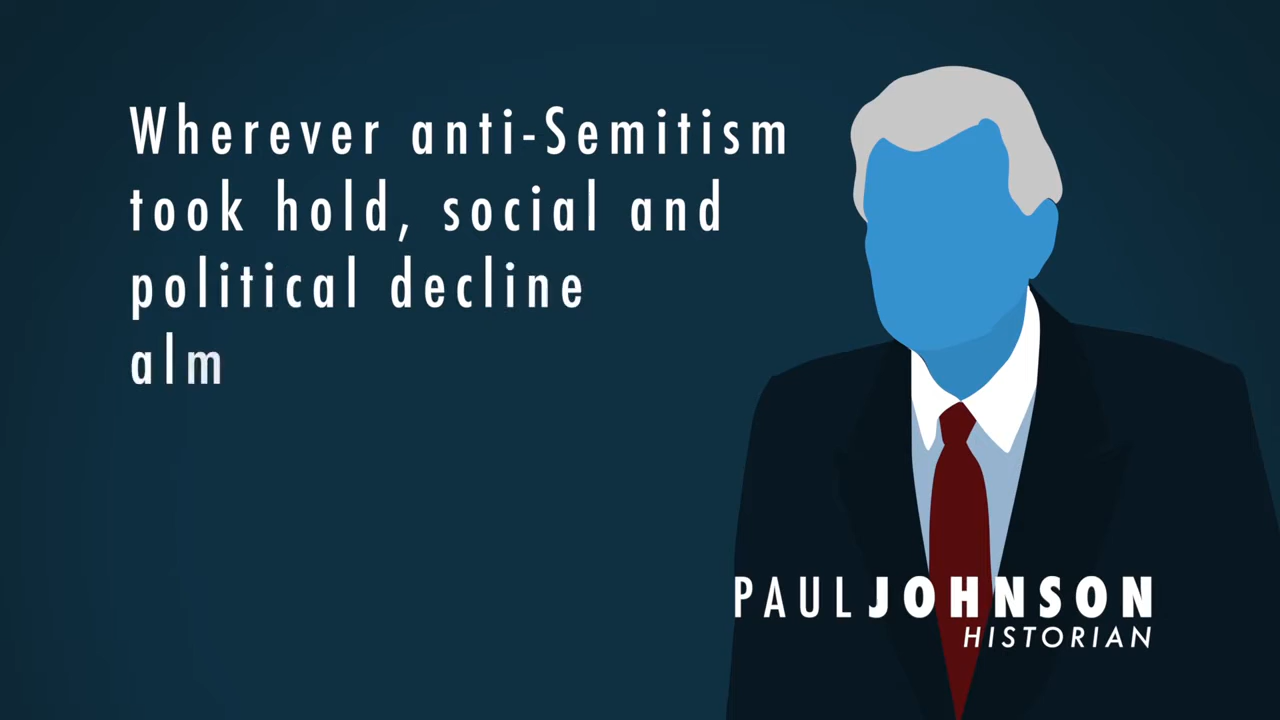 Wherever anti-Semitism
took hold, social and
political decline
alm
PAUL JOHNSON
HISTORIAN